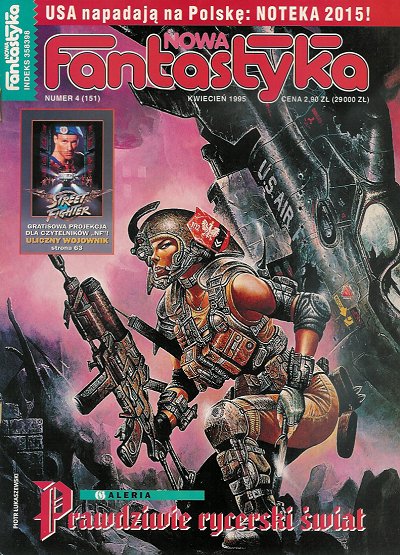 USA napadają na Polskę: NOTEKA 2015!
NOWA
Fantastyka
INDEKS 358398
NOWA
Fantastyka
NUMER 4 (151)
KWIECIEŃ 1995
CENA 2,90 ZŁ (29000 ZŁ)
STREET
FIGHTER
GRATISOWA PROJEKCJA
DLA CZYTELNIKÓW „NF”!
ULICZNY WOJOWNIK
strona 63
U.S. AIR
PIOTR ŁUKASZEWSKI
GALERIA
Prawdziwie rycerski świat